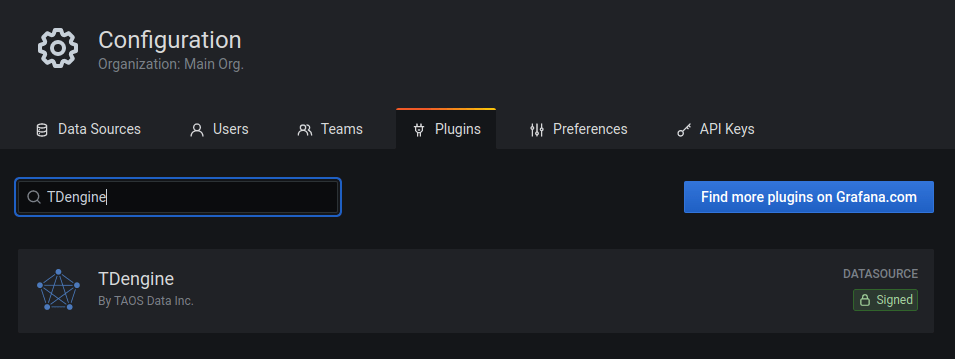 Configuration
Organization: Main Org.
Data Sources Users Teams Plugins Preferences API Keys
TDengine Find more plugins on Grafana.com
TDengine DATASOURCE
By TAOS Data Inc. Signed